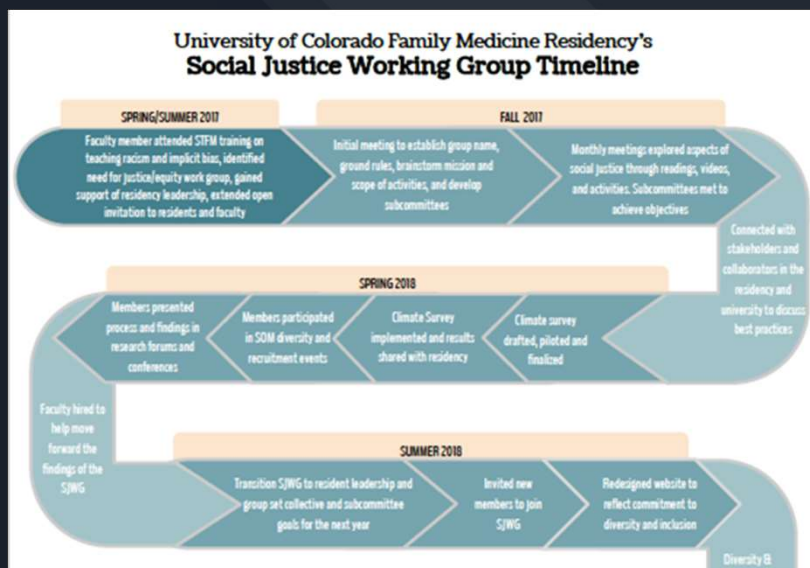 University of Colorado Family Medicine Residency's
Social Justice Working Group Timeline
SPRING/SUMMER 2017
Faculty member attended STFM training on
teaching racism and implicit bias, identified
need for justice/equity work group, gained
support of residency leadership, extended open
invitation to residents and faculty
FALL 2017
Initial meeting to establish group name,
ground rules, brainstorm mission and
scope of activities, and develop
subcommittees
Monthly meetings explored aspects of
social justice through readings, videos,
and activities. Subcommittees met to
achieve objectives
Connected with
stakeholders and
collaborators in the
residency and
university to discuss
best practices
SPRING 2018
Climate survey
drafted, piloted and
finalized
Climate Survey
implemented and results
shared with residency
Members participated
in SOM diversity and
recruitment events
Members presented
process and findings in
research forums and
conferences
Faculty hired to
help move
forward the
findings of the
SJWG
SUMMER 2018
Transition SJWG to resident leadership and
group set collective and subcommittee
goals for the next year
Invited new
members to join
SJWG
Redesigned website to
reflect commitment to
diversity and inclusion
Diversity &